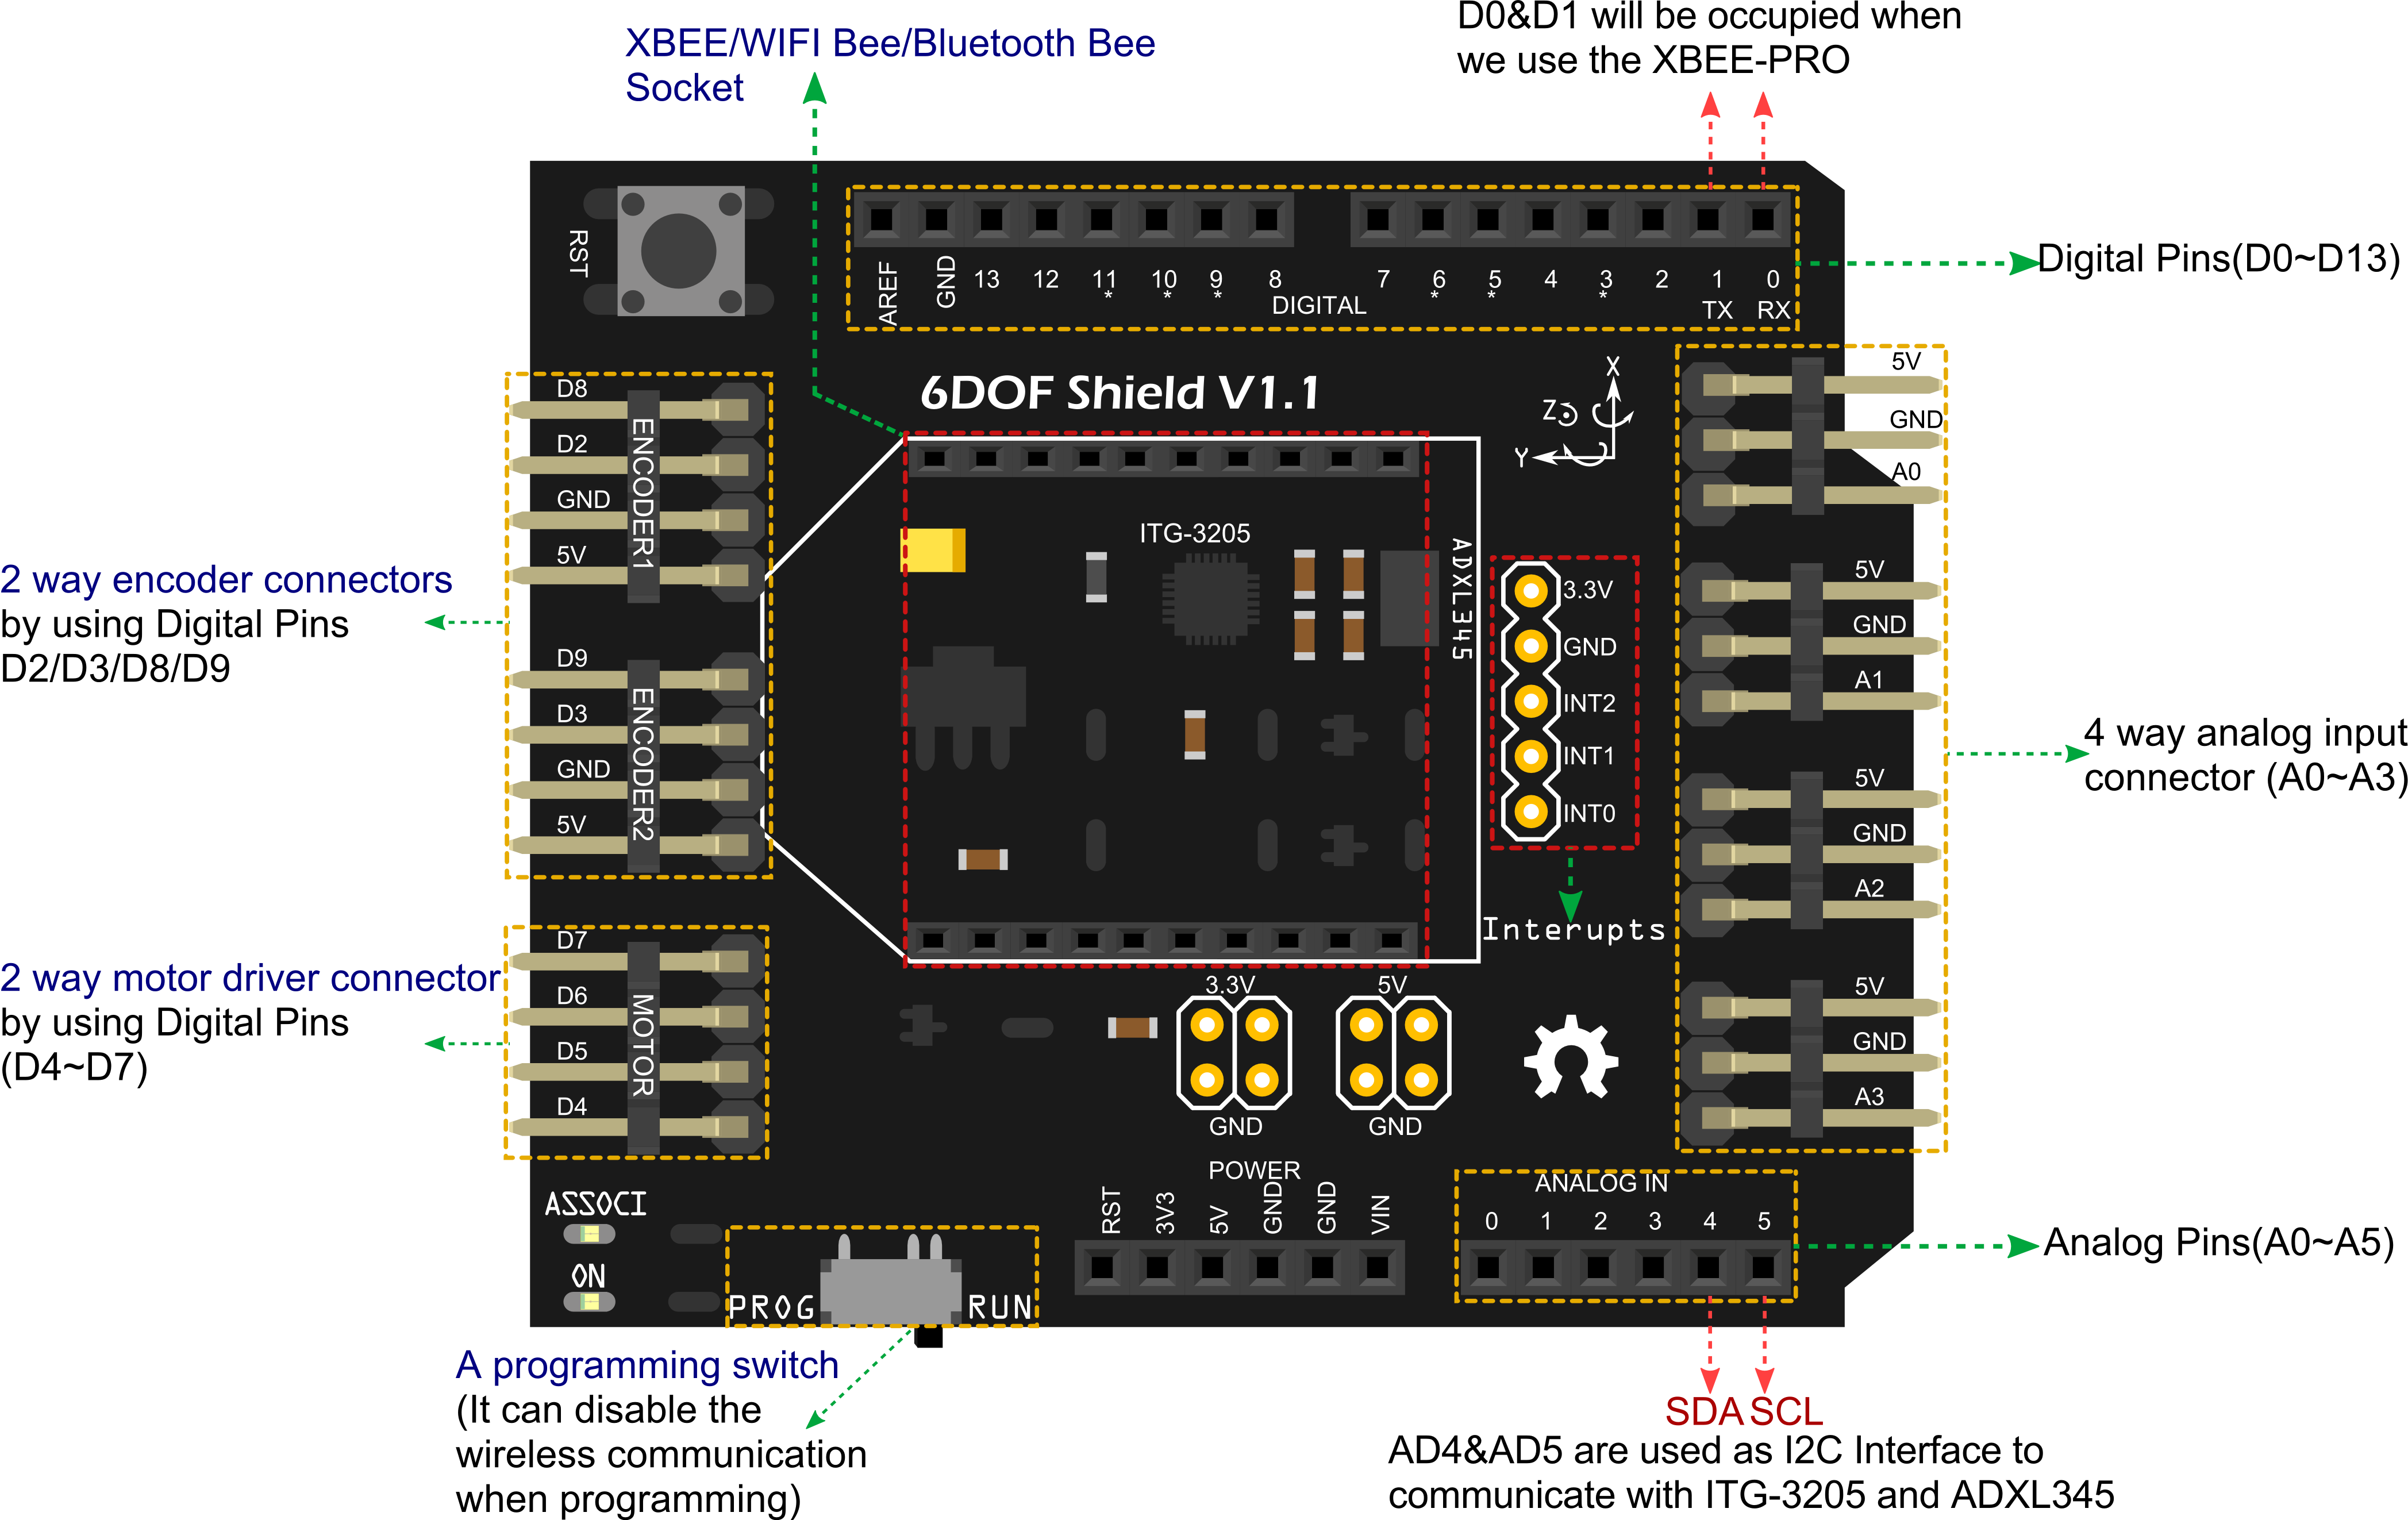 XBEE/WIFI Bee/Bluetooth Bee
Socket
D0&D1 will be occupied when
we use the XBEE-PRO
RST
AREF GND 13 12 11 10 9 8 7 6 5 4 3 2 1 0
* * * * * *
DIGITAL
TX RX
Digital Pins(D0~D13)
6DOF Shield V1.1
X
Z
Y
D8
D2
GND
5V
ENCODER1
D9
D3
GND
5V
ENCODER2
2 way encoder connectors
by using Digital Pins
D2/D3/D8/D9
ITG-3205
ADXL345
3.3V
GND
INT2
INT1
INT0
Interupts
5V
GND
A0
5V
GND
A1
5V
GND
A2
5V
GND
A3
4 way analog input
connector (A0~A3)
D7
D6
D5
D4
MOTOR
2 way motor driver connector
by using Digital Pins
(D4~D7)
3.3V 5V
GND GND
POWER
RST 3V3 5V GND GND VIN
ANALOG IN
0 1 2 3 4 5
Analog Pins(A0~A5)
ASSOCI
ON
PROG RUN
A programming switch
(It can disable the
wireless communication
when programming)
SDA SCL
AD4&AD5 are used as I2C Interface to
communicate with ITG-3205 and ADXL345